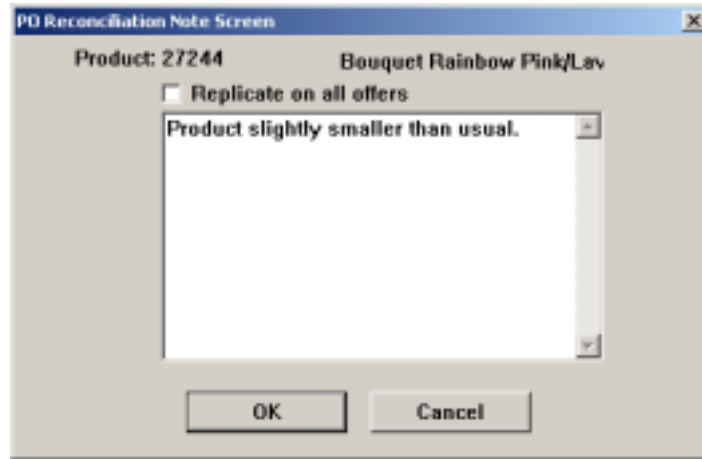 PO Reconciliation Note Screen
Product: 27244 Bouquet Rainbow Pink/Lav
Replicate on all offers
Product slightly smaller than usual.
OK Cancel